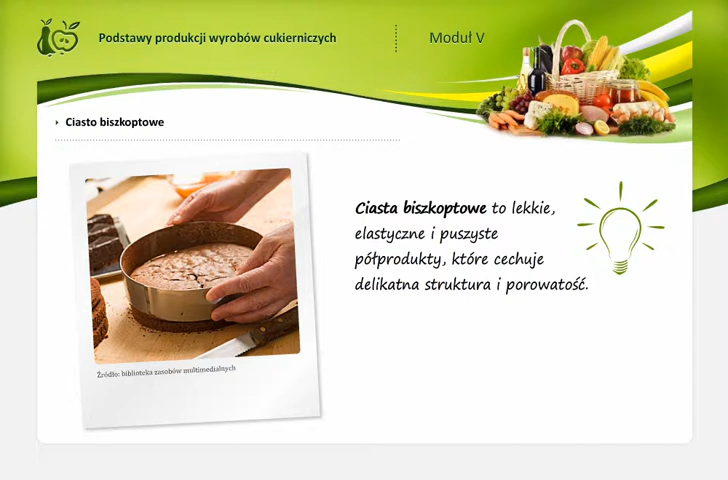 Podstawy produkcji wyrobów cukierniczych
Moduł V
Ciasto biszkoptowe
Ciasta biszkoptowe to lekkie,
elastyczne i puszyste
półprodukty, które cechuje
delikatna struktura i porowatość.
Źródło: biblioteka zasobów multimedialnych